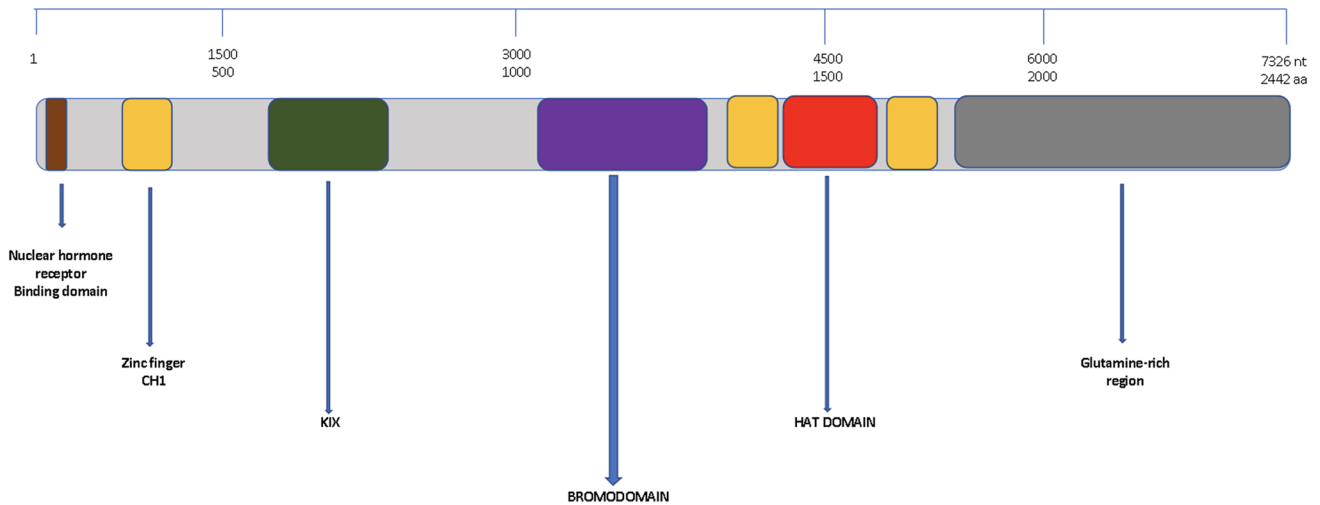 1
1500
500
3000
1000
4500
1500
6000
2000
7326 nt
2442 aa
Nuclear hormone
receptor
Binding domain
Zinc finger
CH1
KIX
BROMODOMAIN
HAT DOMAIN
Glutamine-rich
region